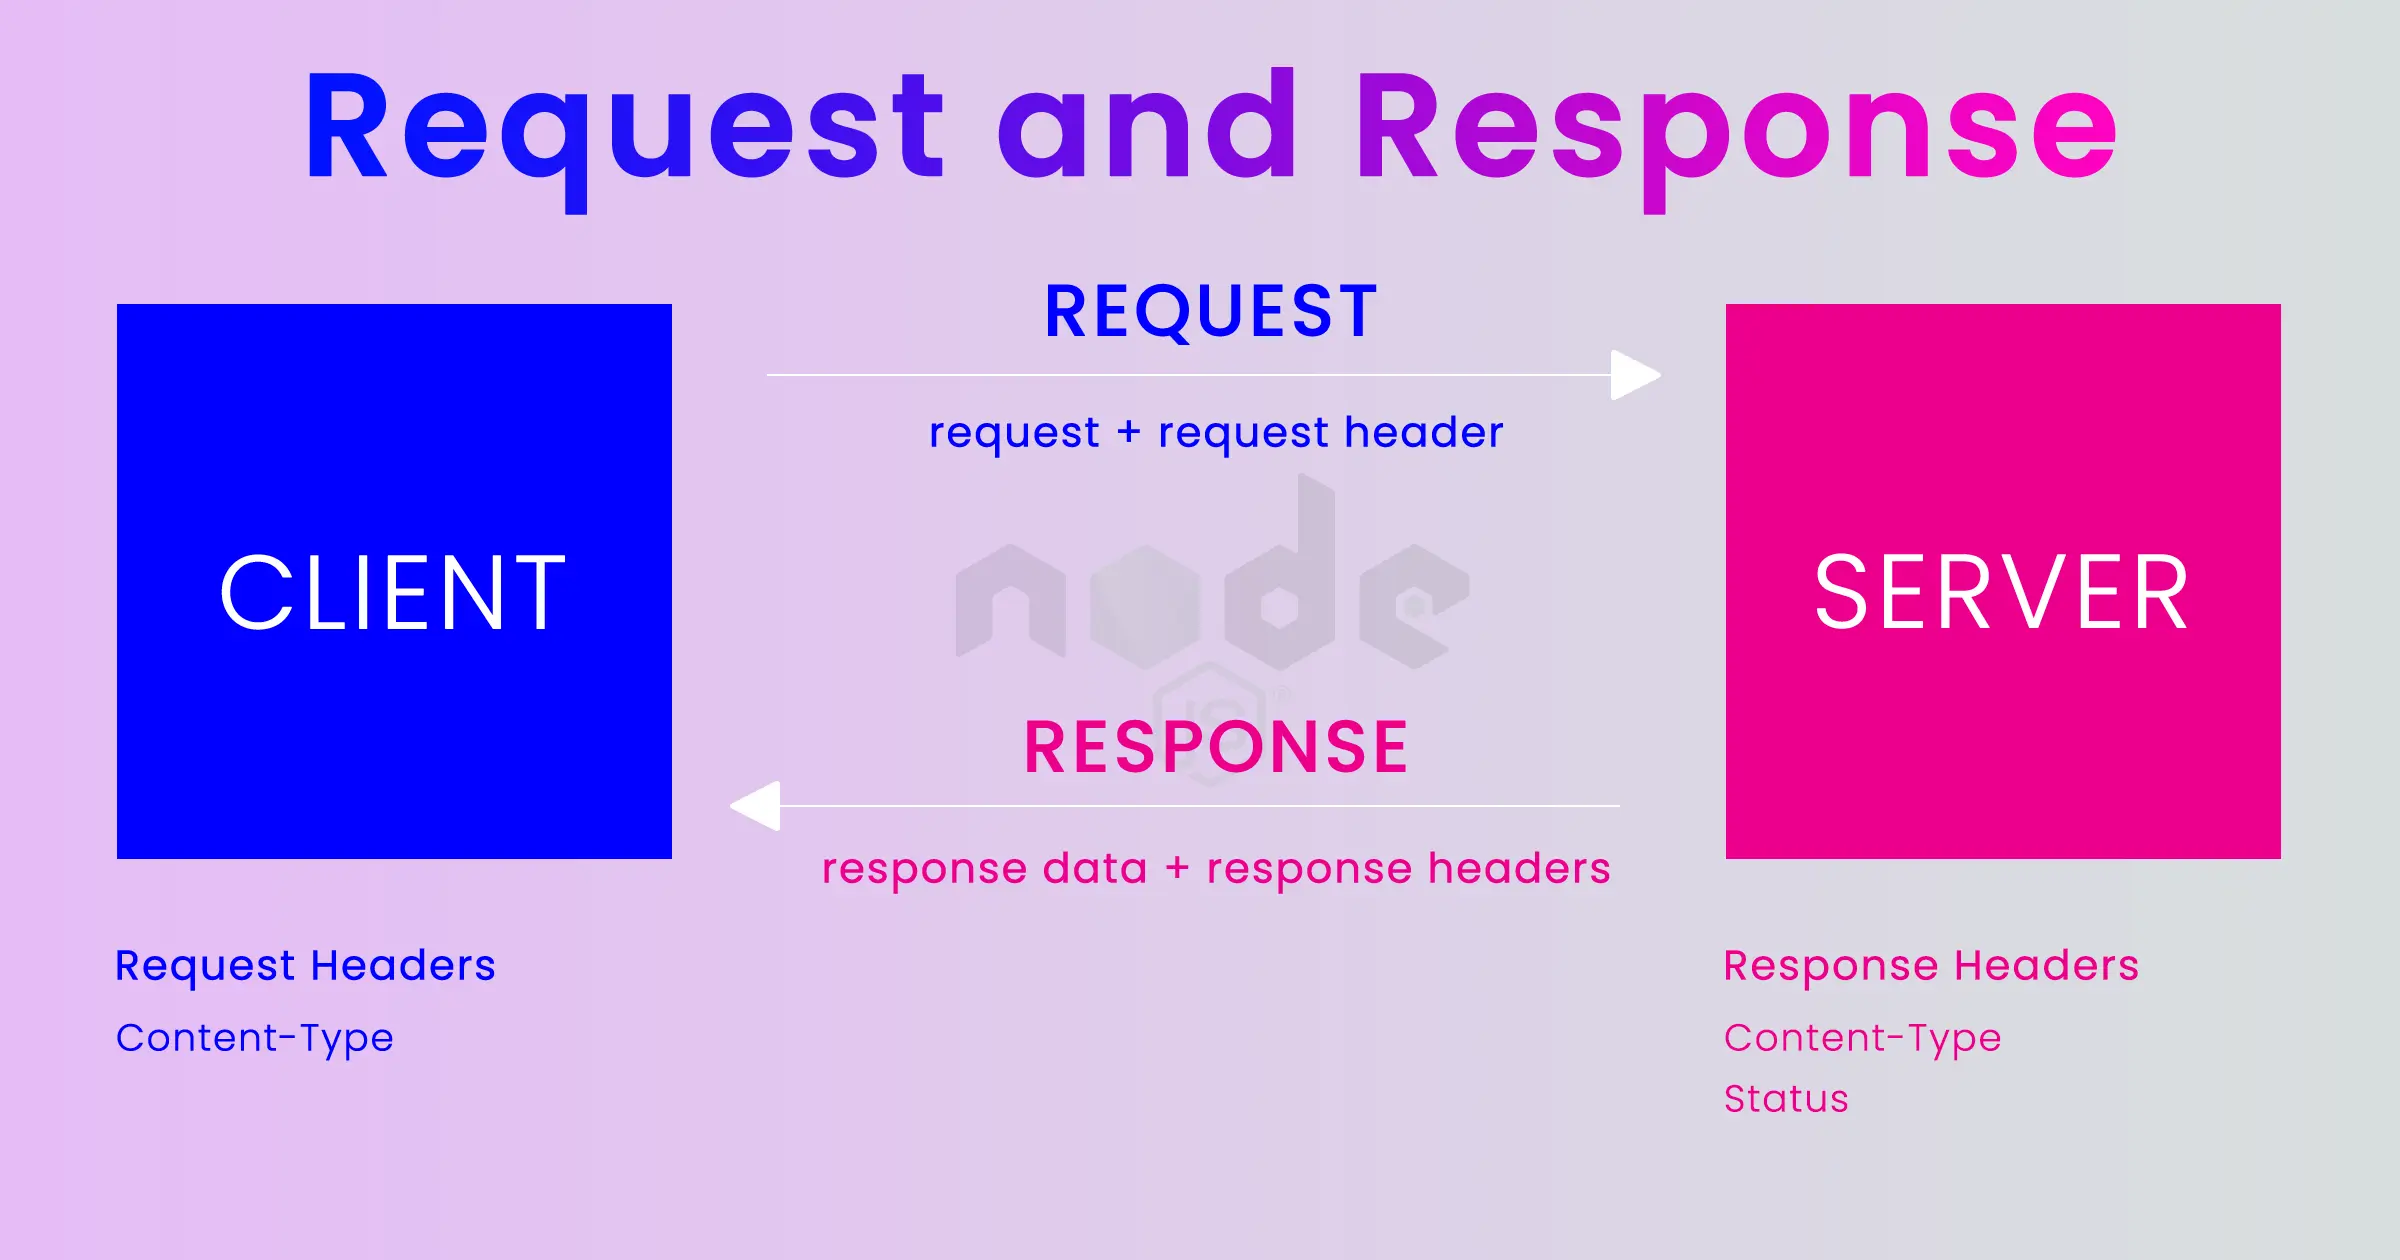 Request and Response
REQUEST
request + request header
CLIENT
SERVER
node
JS
®
RESPONSE
response data + response headers
Request Headers
Content-Type
Response Headers
Content-Type
Status